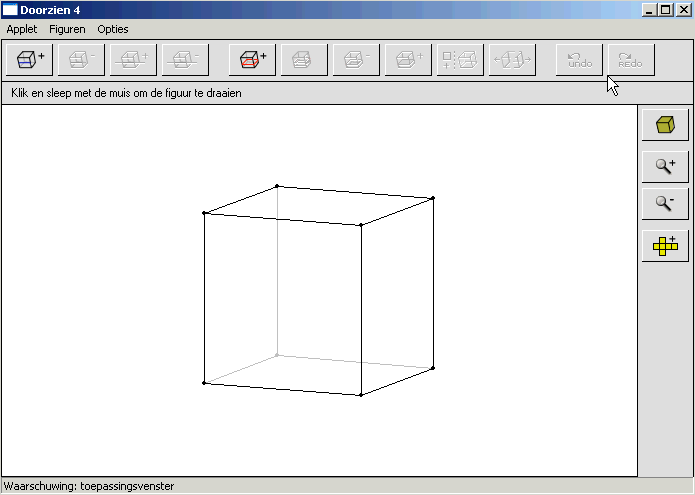 Doorzien 4
Applet Figuren Opties
undo REdo
Klik en sleep met de muis om de figuur te draaien
Waarschuwing: toepassingsvenster